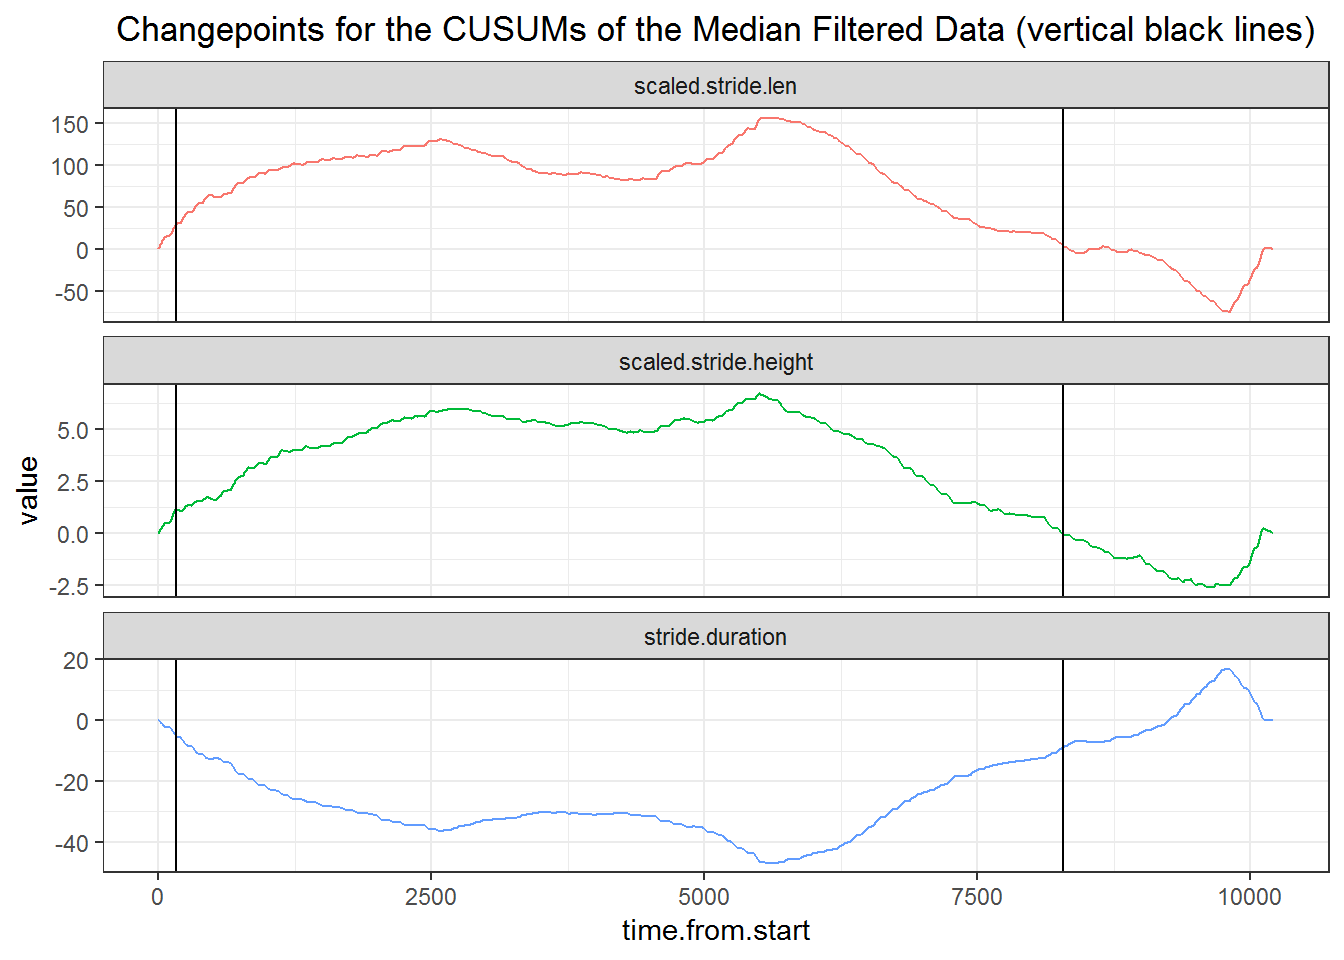 Changepoints for the CUSUMs of the Median Filtered Data (vertical black lines)
scaled.stride.len
150
100
50
0
-50
scaled.stride.height
5.0
2.5
0.0
-2.5
value
stride.duration
20
0
-20
-40
0 2500 5000 7500 10000
time.from.start